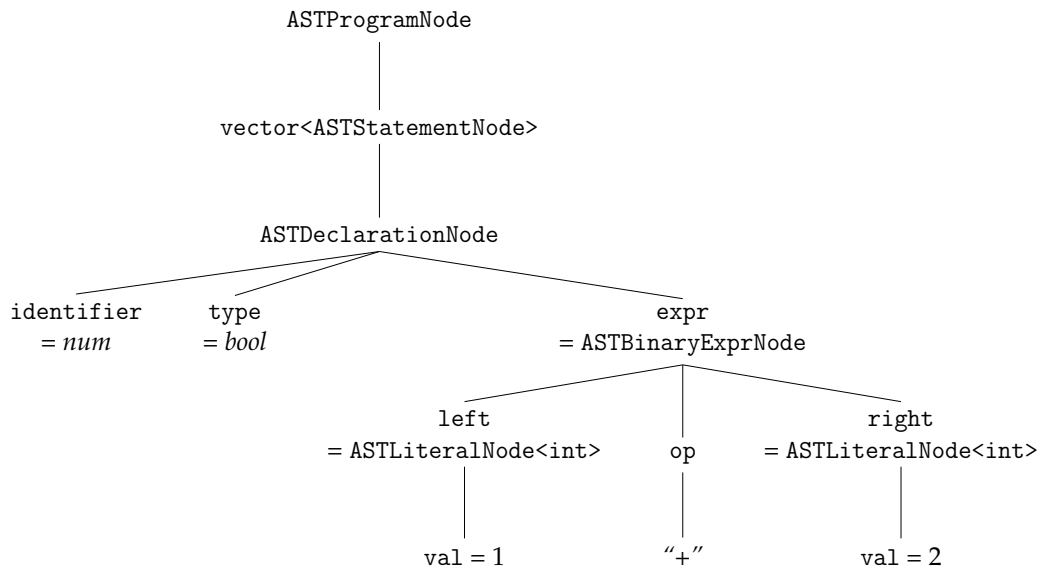 ASTProgramNode
vector<ASTStatementNode>
ASTDeclarationNode
identifier
= num
type
= bool
expr
= ASTBinaryExprNode
left
= ASTLiteralNode<int>
op
right
= ASTLiteralNode<int>
val = 1
“+”
val = 2